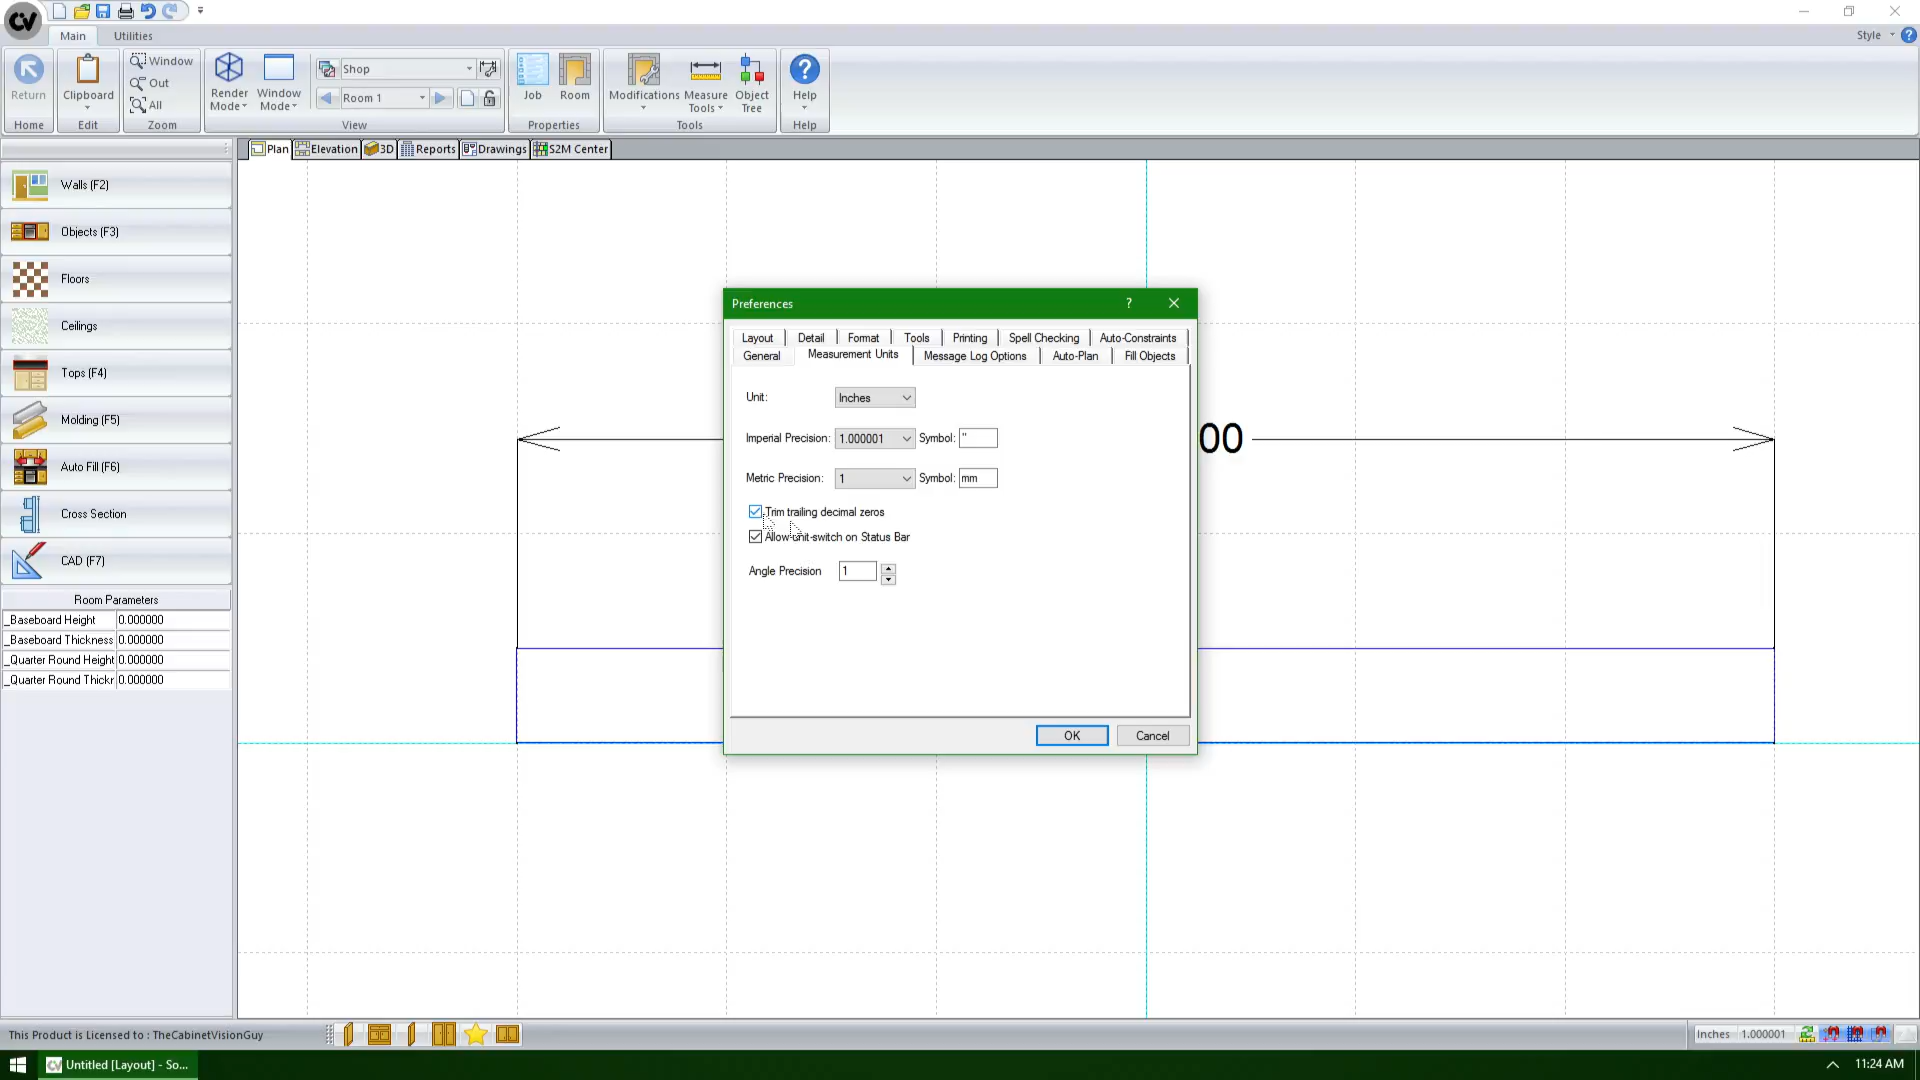 CV
Main
Utilities
Style
Return
Home
Clipboard
Edit
Window
Out
All
Zoom
Render Mode
Window Mode
Shop
Room 1
View
Job
Room
Properties
Modifications
Measure Tools
Object Tree
Tools
Help
Help
Plan
Elevation
3D
Reports
Drawings
S2M Center
Walls (F2)
Objects (F3)
Floors
Ceilings
Tops (F4)
Molding (F5)
Auto Fill (F6)
Cross Section
CAD (F7)
Room Parameters
_Baseboard Height 0.000000
_Baseboard Thickness 0.000000
_Quarter Round Height 0.000000
_Quarter Round Thickr 0.000000
Preferences
?
Layout
Detail
Format
Tools
Printing
Spell Checking
Auto-Constraints
General
Measurement Units
Message Log Options
Auto-Plan
Fill Objects
Unit: Inches
Imperial Precision: 1.000001 Symbol: "
Metric Precision: 1 Symbol: mm
Trim trailing decimal zeros
Allow unit-switch on Status Bar
Angle Precision 1
OK
Cancel
00
This Product is Licensed to : TheCabinetVisionGuy
Inches 1.000001
CV Untitled [Layout] - So...
11:24 AM